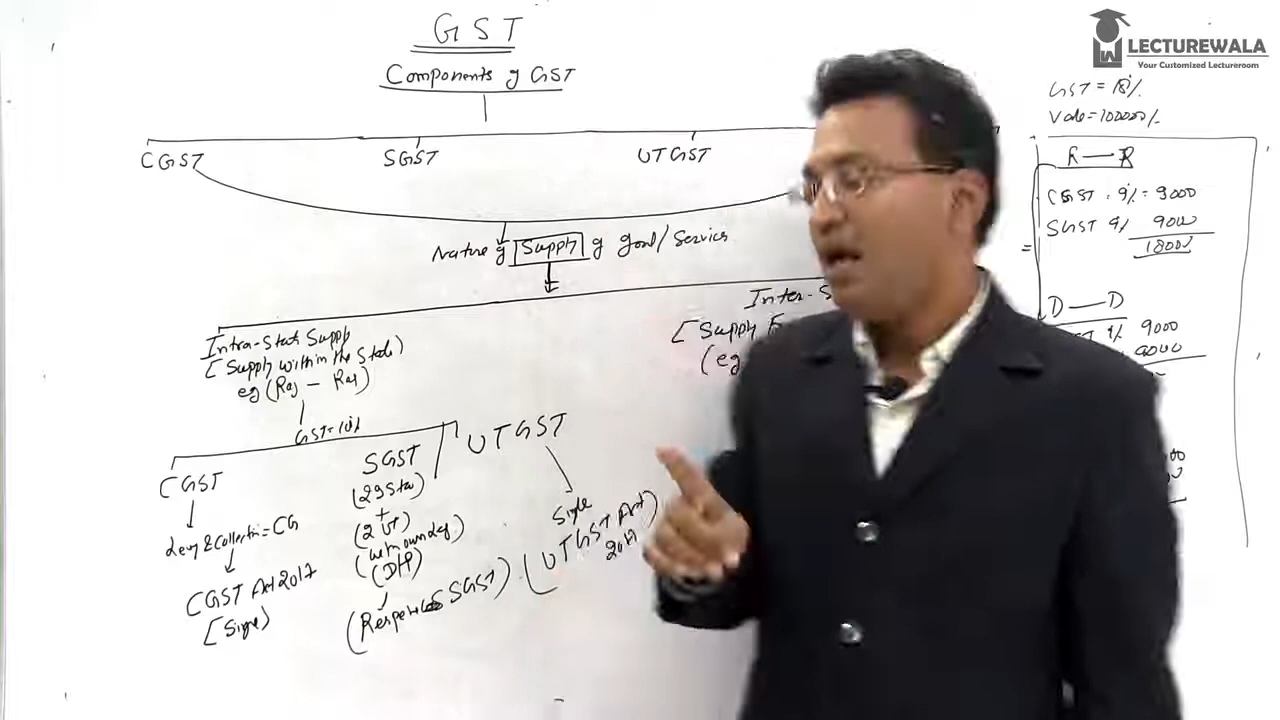 GST
Components of GST
CGST SGST UTGST
Nature of Supply of good/Service
Intra-State Supply
[Supply within the State)
eg (Raj - Raj)
GST = 18%
CGST
levy & collection = CG
CGST Act 2017
[Single)
SGST
(29 State
+
(2 UT)
(with own leg)
(D/P)
SGST)
UTGST
Single
(UTGST Act)
2017
Inter-S
[Supply F
(eg
GST = 18%
Value = 100000/-
R — R
CGST 9% = 9000
SGST 9% 9000
18000
=
D — D
9% 9000
9000
LECTUREWALA
Your Customized Lectureroom